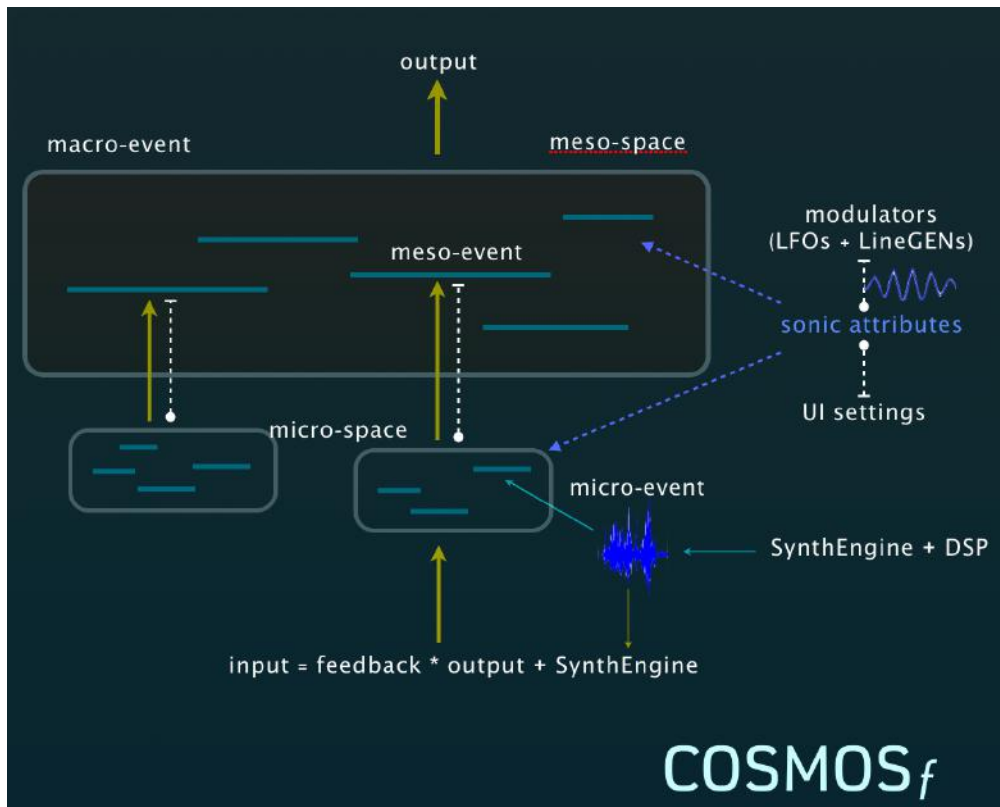 output
macro-event
meso-space
modulators
(LFOs + LineGENs)
meso-event
sonic attributes
UI settings
micro-space
micro-event
SynthEngine + DSP
input = feedback * output + SynthEngine
COSMOSf